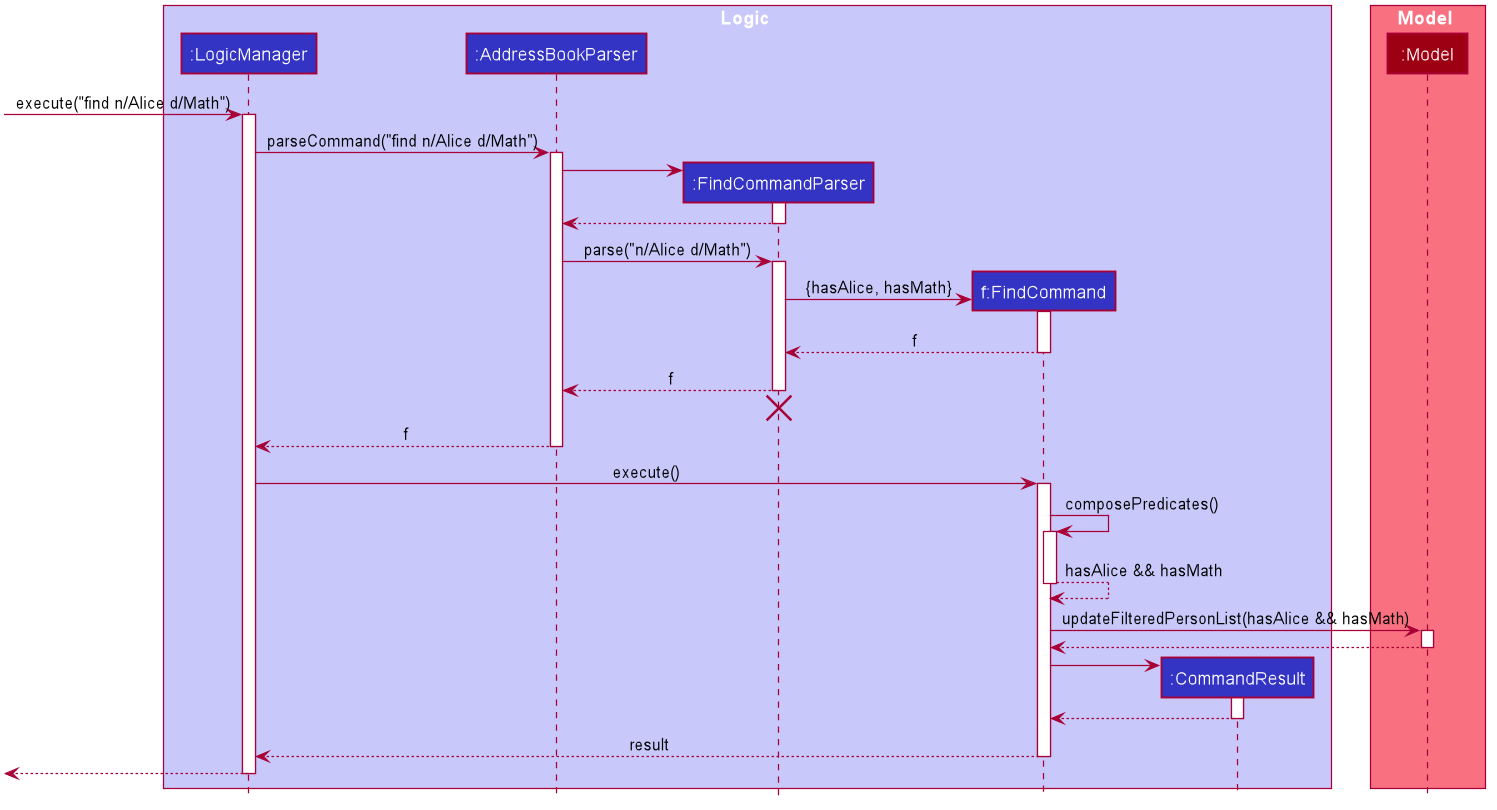 Logic
Model
:LogicManager
:AddressBookParser
:Model
execute("find n/Alice d/Math")
parseCommand("find n/Alice d/Math")
:FindCommandParser
parse("n/Alice d/Math")
{hasAlice, hasMath}
f:FindCommand
f
f
f
execute()
composePredicates()
hasAlice && hasMath
updateFilteredPersonList(hasAlice && hasMath)
:CommandResult
result